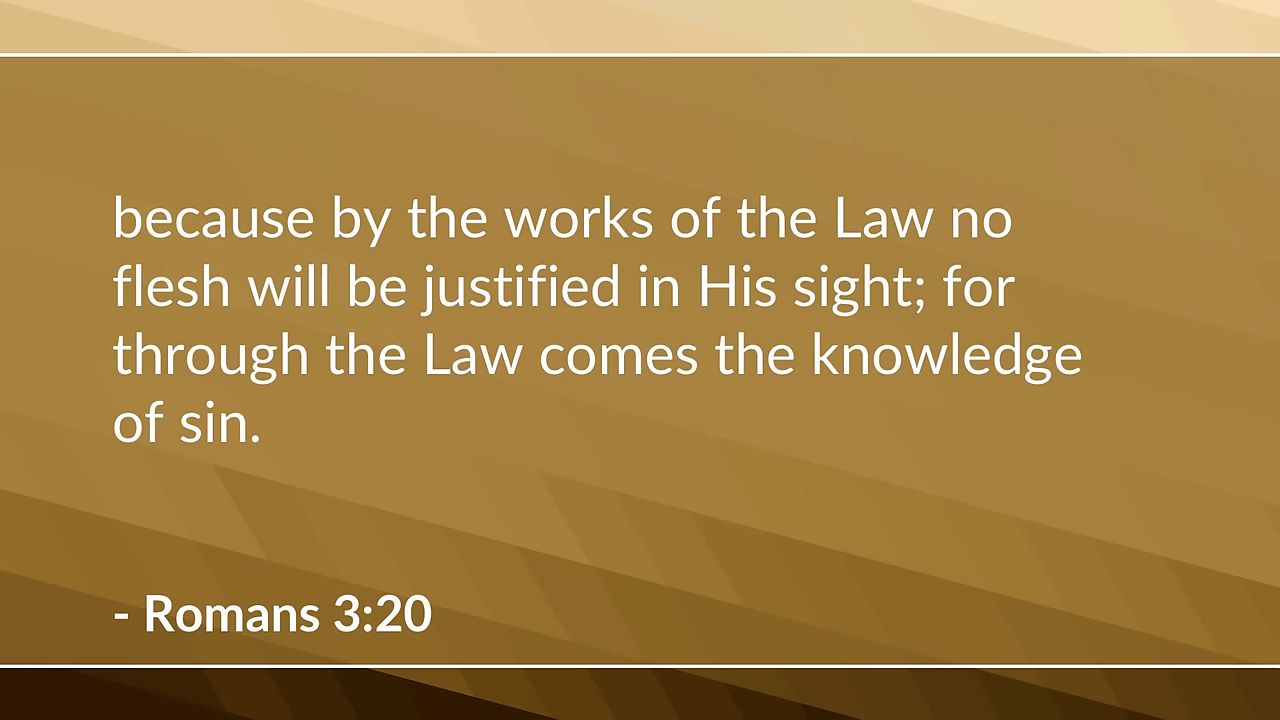 because by the works of the Law no
flesh will be justified in His sight; for
through the Law comes the knowledge
of sin.
- Romans 3:20